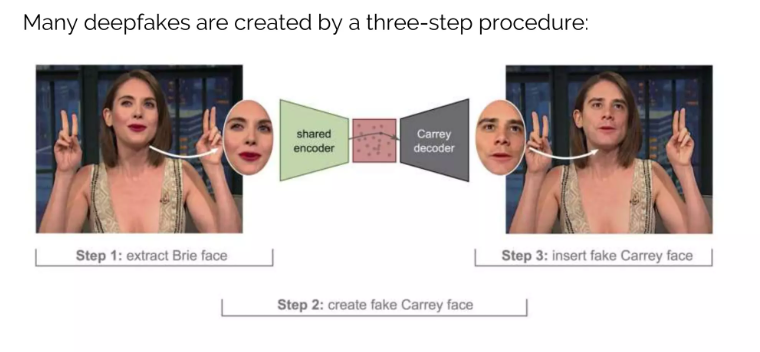 Many deepfakes are created by a three-step procedure:
shared
encoder
Carrey
decoder
Step 1: extract Brie face
Step 3: insert fake Carrey face
Step 2: create fake Carrey face